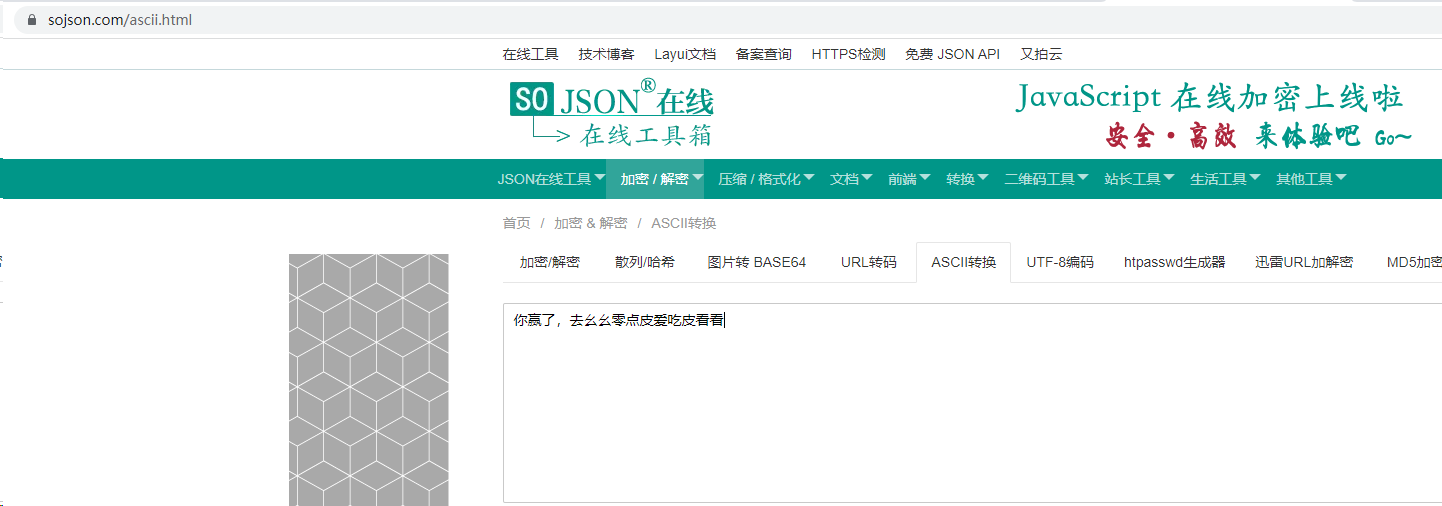 sojson.com/ascii.html
在线工具 技术博客 Layui文档 备案查询 HTTPS检测 免费 JSON API 又拍云
SO JSON®在线
在线工具箱
JavaScript 在线加密上线啦
安全·高效 来体验吧 Go~
JSON在线工具 加密 / 解密 压缩 / 格式化 文档 前端 转换 二维码工具 站长工具 生活工具 其他工具
首页 / 加密 & 解密 / ASCII转换
加密/解密 散列/哈希 图片转 BASE64 URL转码 ASCII转换 UTF-8编码 htpasswd生成器 迅雷URL加解密 MD5加密
你赢了，去幺幺零点皮爱吃皮看看